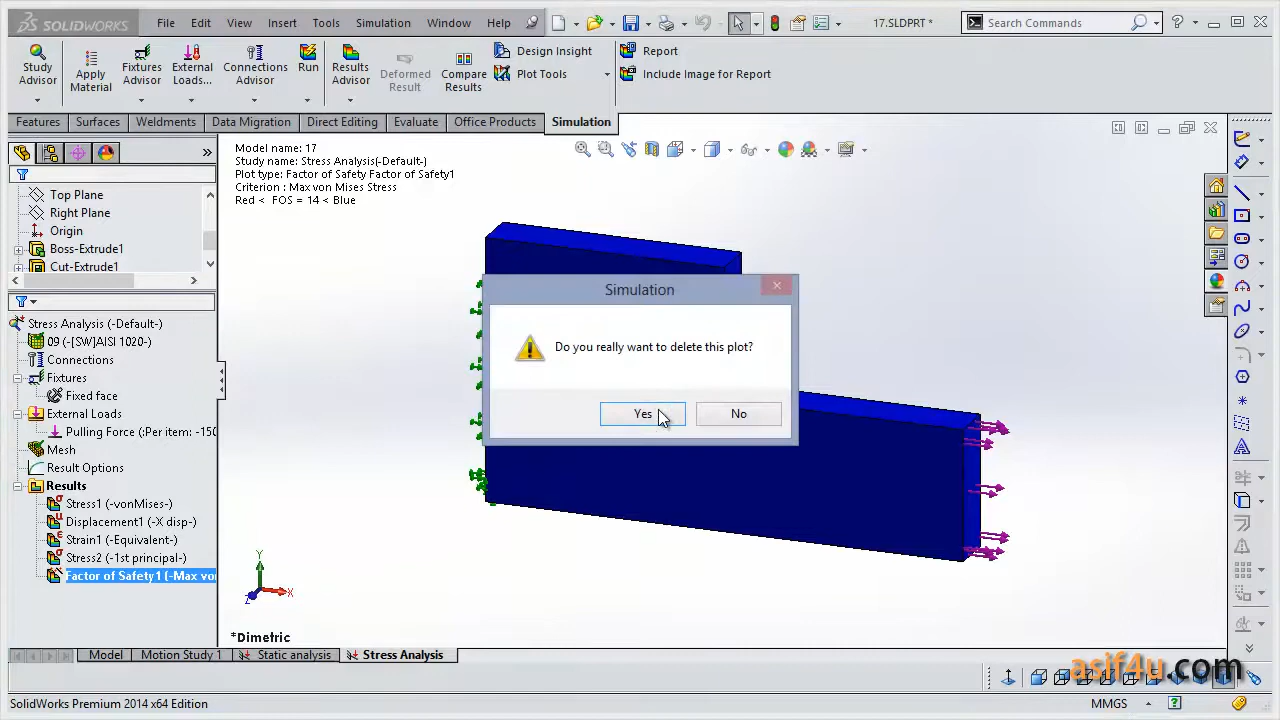 SOLIDWORKS
File Edit View Insert Tools Simulation Window Help
17.SLDPRT *
Search Commands
Study Advisor
Apply Material
Fixtures Advisor
External Loads...
Connections Advisor
Run
Results Advisor
Deformed Result
Compare Results
Design Insight
Plot Tools
Report
Include Image for Report
Features Surfaces Weldments Data Migration Direct Editing Evaluate Office Products Simulation
Top Plane
Right Plane
Origin
Boss-Extrude1
Cut-Extrude1
Stress Analysis (-Default-)
09 (-[SW]AISI 1020-)
Connections
Fixtures
Fixed face
External Loads
Pulling Force (:Per item: -150
Mesh
Result Options
Results
Stress1 (-vonMises-)
Displacement1 (-X disp-)
Strain1 (-Equivalent-)
Stress2 (-1st principal-)
Factor of Safety1 (-Max vo
Model name: 17
Study name: Stress Analysis(-Default-)
Plot type: Factor of Safety Factor of Safety1
Criterion : Max von Mises Stress
Red < FOS = 14 < Blue
Simulation
Do you really want to delete this plot?
Yes No
Y
X
Z
*Dimetric
Model Motion Study 1 Static analysis Stress Analysis
asif4u.com
SolidWorks Premium 2014 x64 Edition
MMGS